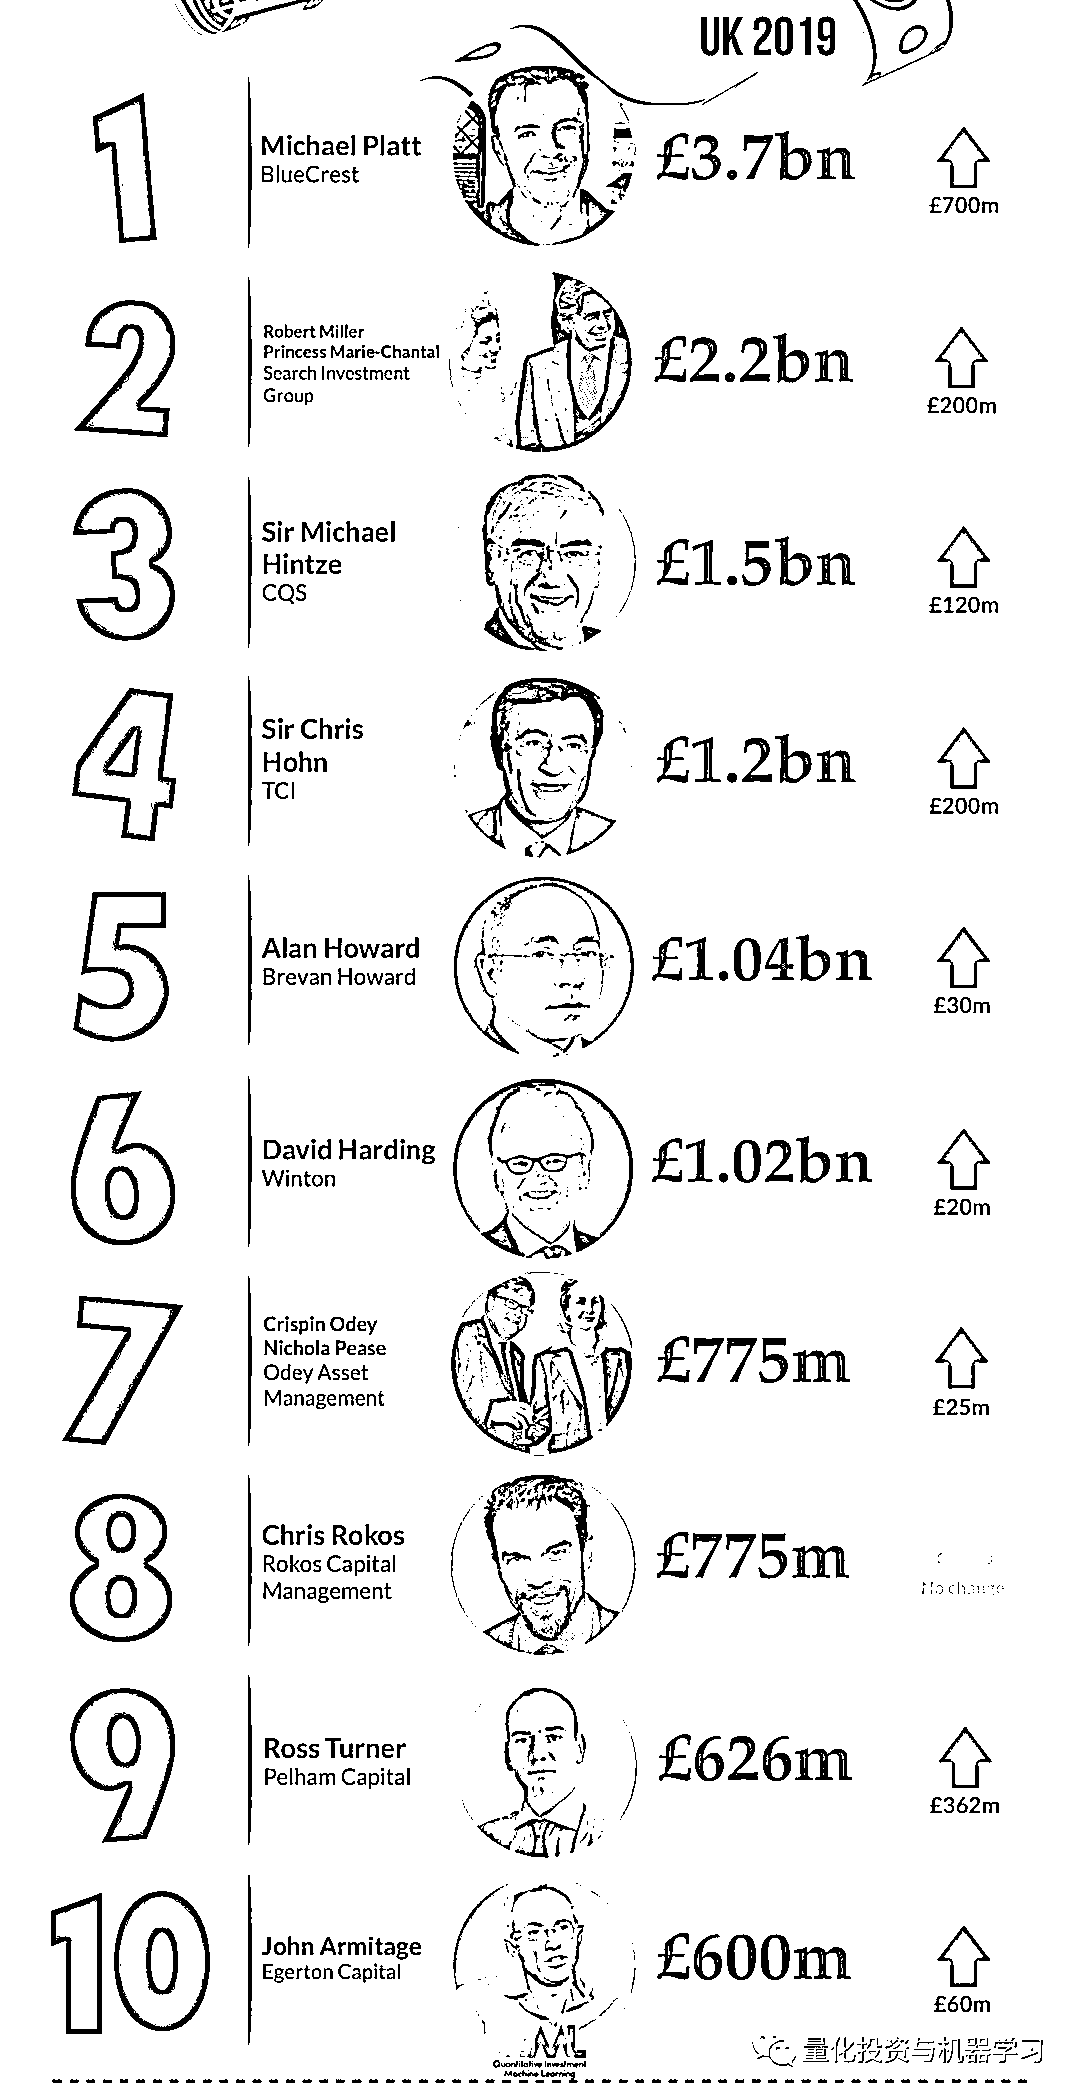 UK 2019
1
Michael Platt
BlueCrest
£3.7bn
£700m
2
Robert Miller
Princess Marie-Chantal
Search Investment
Group
£2.2bn
£200m
3
Sir Michael
Hintze
CQS
£1.5bn
£120m
4
Sir Chris
Hohn
TCI
£1.2bn
£200m
5
Alan Howard
Brevan Howard
£1.04bn
£30m
6
David Harding
Winton
£1.02bn
£20m
7
Crispin Odey
Nichola Pease
Odey Asset
Management
£775m
£25m
8
Chris Rokos
Rokos Capital
Management
£775m
No change
9
Ross Turner
Pelham Capital
£626m
£362m
10
John Armitage
Egerton Capital
£600m
£60m
Quantitative Investment
Machine Learning
量化投资与机器学习